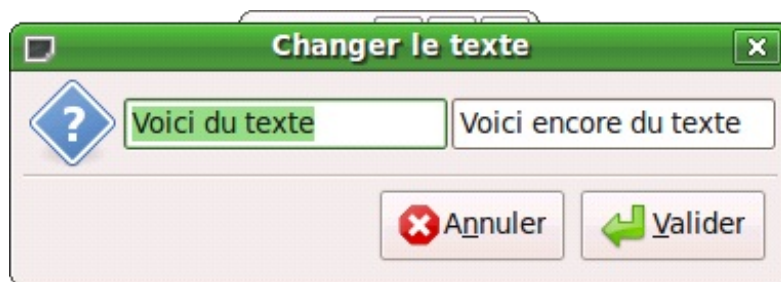 Changer le texte
? Voici du texte Voici encore du texte
Annuler Valider